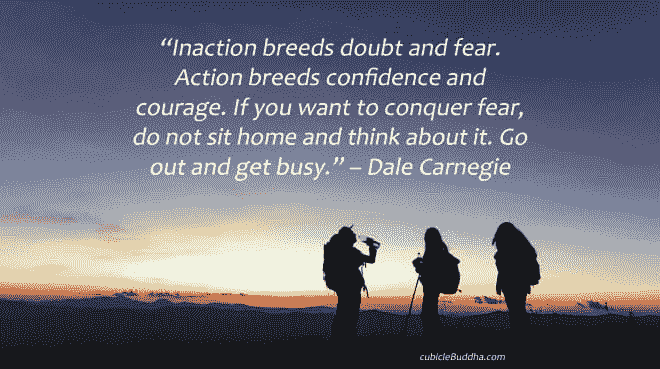 “Inaction breeds doubt and fear.
Action breeds confidence and
courage. If you want to conquer fear,
do not sit home and think about it. Go
out and get busy.” – Dale Carnegie
cubicleBuddha.com